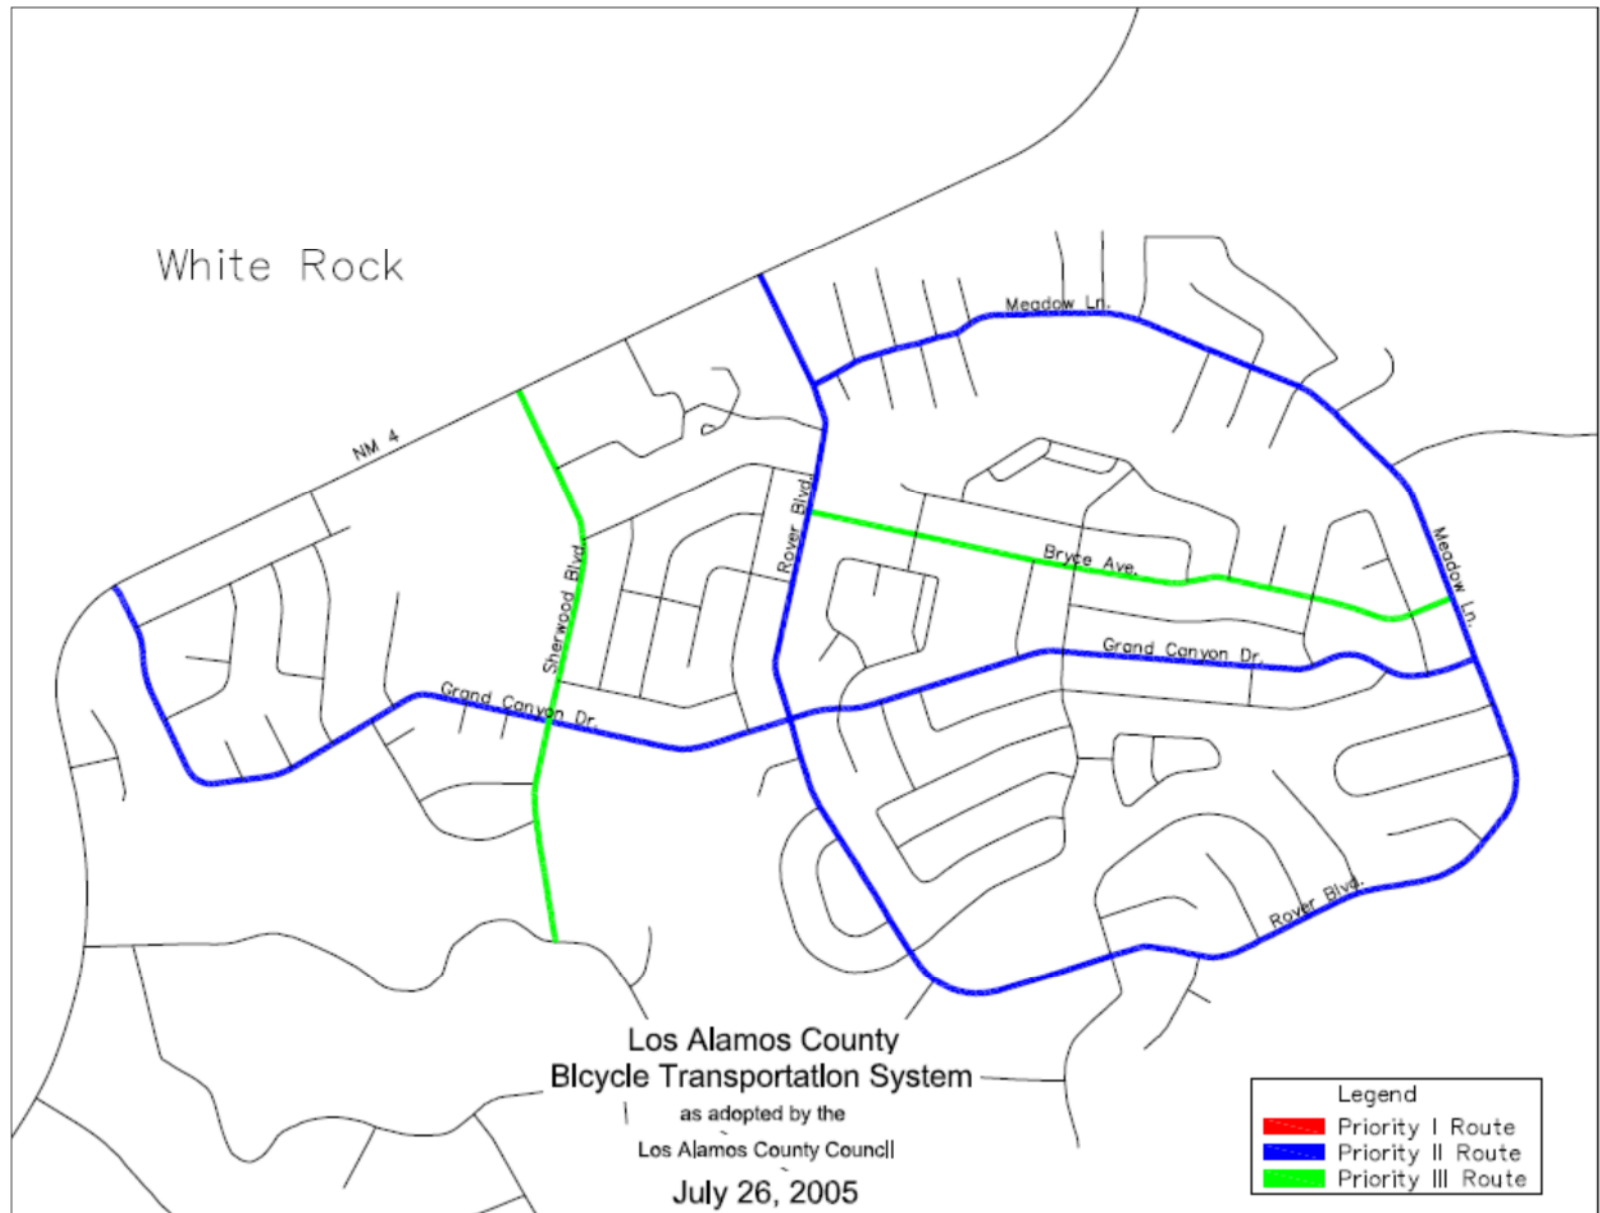 White Rock
Meadow Ln.
NM 4
Rover Blvd.
Bryce Ave.
Meadow Ln.
Sherwood Blvd.
Grand Canyon Dr.
Grand Canyon Dr.
Rover Blvd.
Los Alamos County
Bicycle Transportation System
as adopted by the
Los Alamos County Council
July 26, 2005
Legend
Priority I Route
Priority II Route
Priority III Route